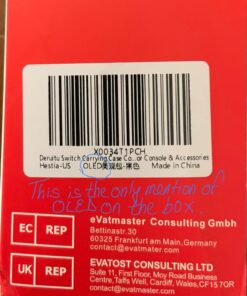 X0034T1PCH
Denatu Switch Carrying Case Co., or Console & Accessories
Hestia-US OLED美混包-黑色 Made in China
This is the only mention of
OLED on the box.
EC REP
eVatmaster Consulting GmbH
Bettinastr.30
60325 Frankfurt am Main, Germany
contact@evatmaster.com
UK REP
EVATOST CONSULTING LTD
Suite 11, First Floor, Moy Road Business
Centre, Taffs Well, Cardiff, Wales, CF15 7QR
contact@evatmaster.com